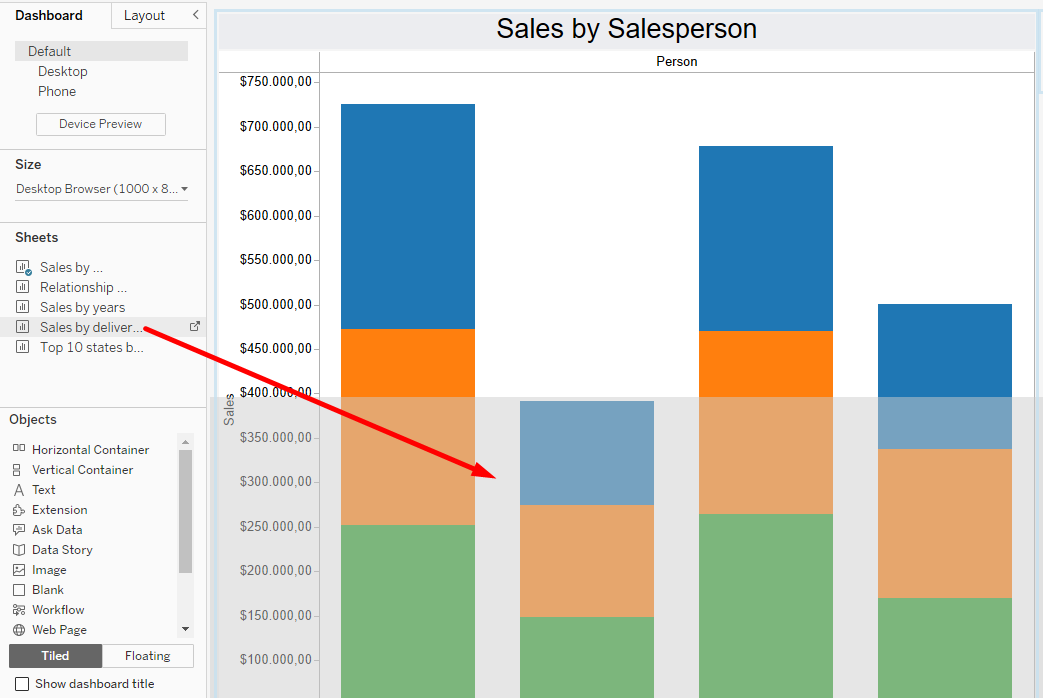 Dashboard
Layout
<
Default
Desktop
Phone
Device Preview
Size
Desktop Browser (1000 x 8...
Sheets
Sales by ...
Relationship ...
Sales by years
Sales by deliver...
Top 10 states b...
Objects
Horizontal Container
Vertical Container
A Text
Extension
Ask Data
Data Story
Image
Blank
Workflow
Web Page
Tiled
Floating
Show dashboard title
Sales by Salesperson
Person
Sales
$750.000,00
$700.000,00
$650.000,00
$600.000,00
$550.000,00
$500.000,00
$450.000,00
$400.000,00
$350.000,00
$300.000,00
$250.000,00
$200.000,00
$150.000,00
$100.000,00